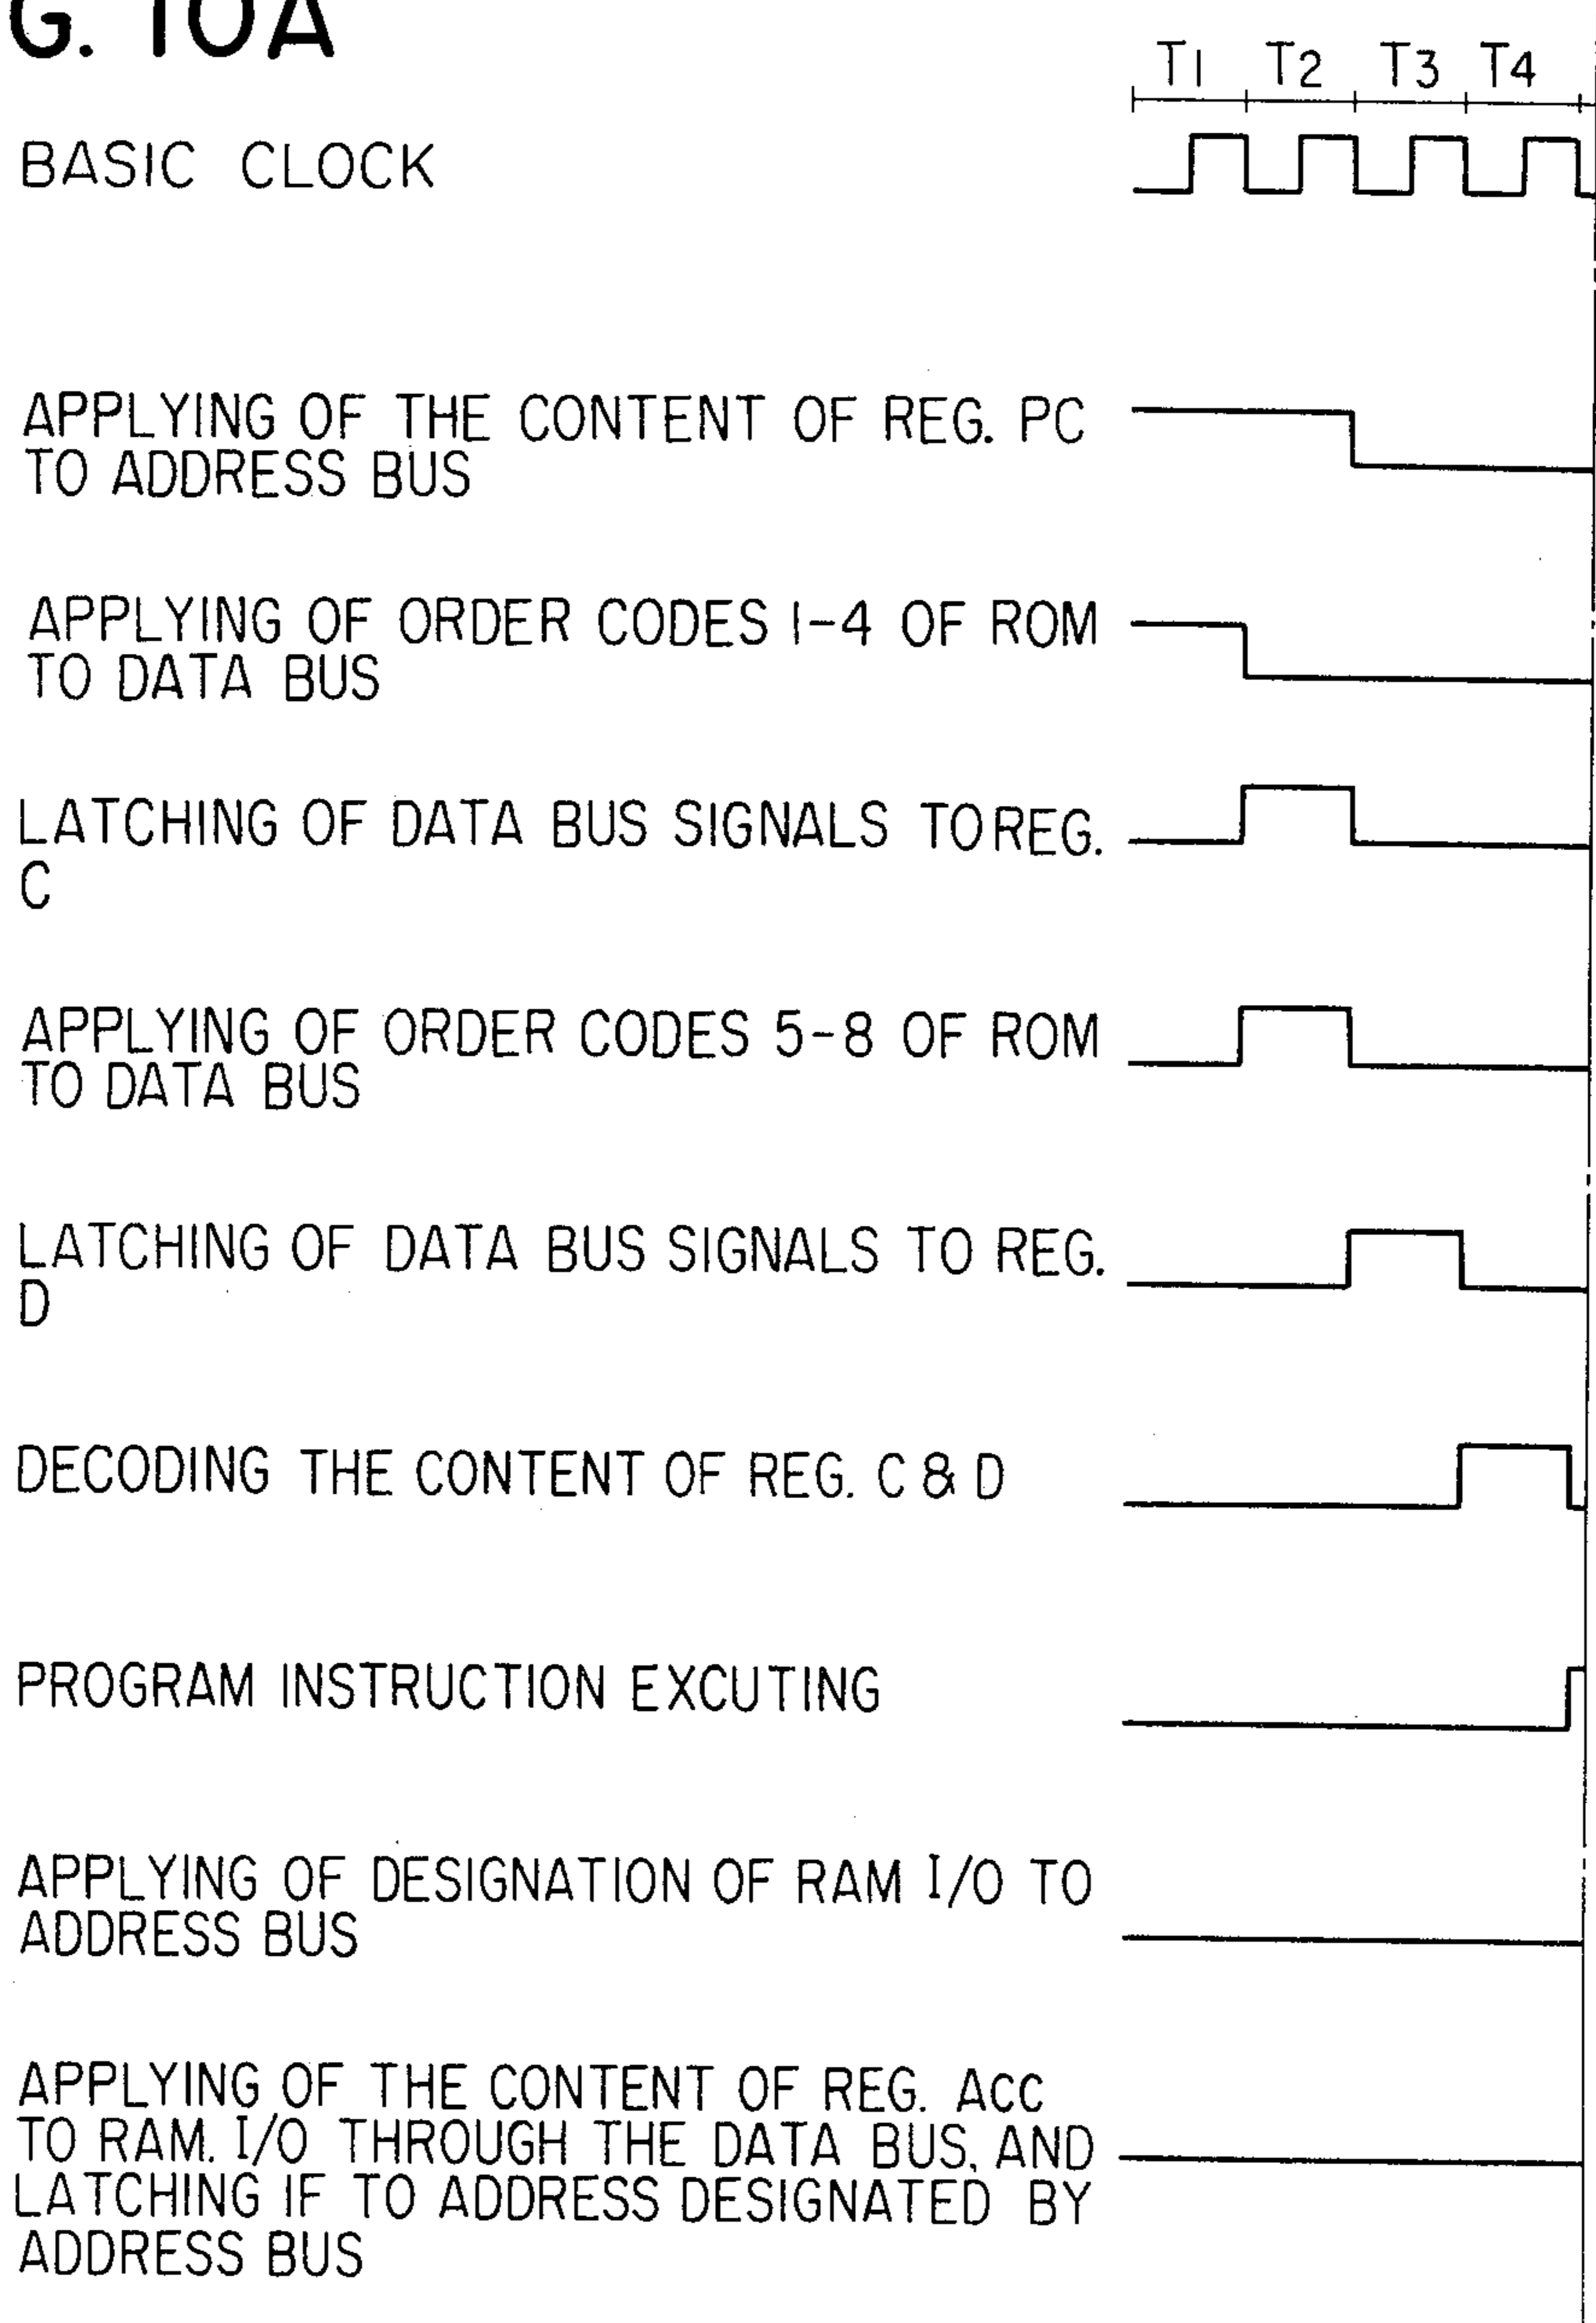 G. 10A
T1 T2 T3 T4
BASIC CLOCK
APPLYING OF THE CONTENT OF REG. PC
TO ADDRESS BUS
APPLYING OF ORDER CODES 1-4 OF ROM
TO DATA BUS
LATCHING OF DATA BUS SIGNALS TO REG.
C
APPLYING OF ORDER CODES 5-8 OF ROM
TO DATA BUS
LATCHING OF DATA BUS SIGNALS TO REG.
D
DECODING THE CONTENT OF REG. C & D
PROGRAM INSTRUCTION EXCUTING
APPLYING OF DESIGNATION OF RAM I/O TO
ADDRESS BUS
APPLYING OF THE CONTENT OF REG. ACC
TO RAM. I/O THROUGH THE DATA BUS, AND
LATCHING IF TO ADDRESS DESIGNATED BY
ADDRESS BUS